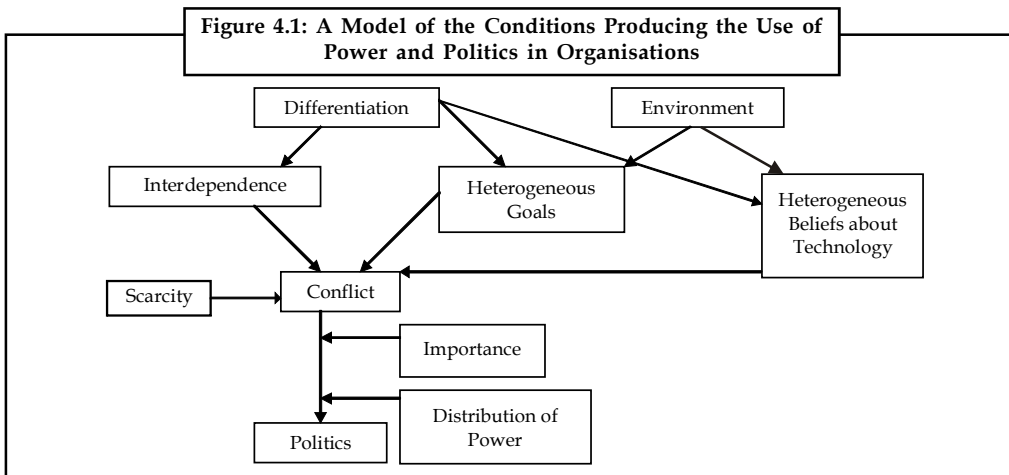 Figure 4.1: A Model of the Conditions Producing the Use of
Power and Politics in Organisations
Differentiation
Environment
Interdependence
Heterogeneous
Goals
Heterogeneous
Beliefs about
Technology
Scarcity
Conflict
Importance
Distribution of
Power
Politics